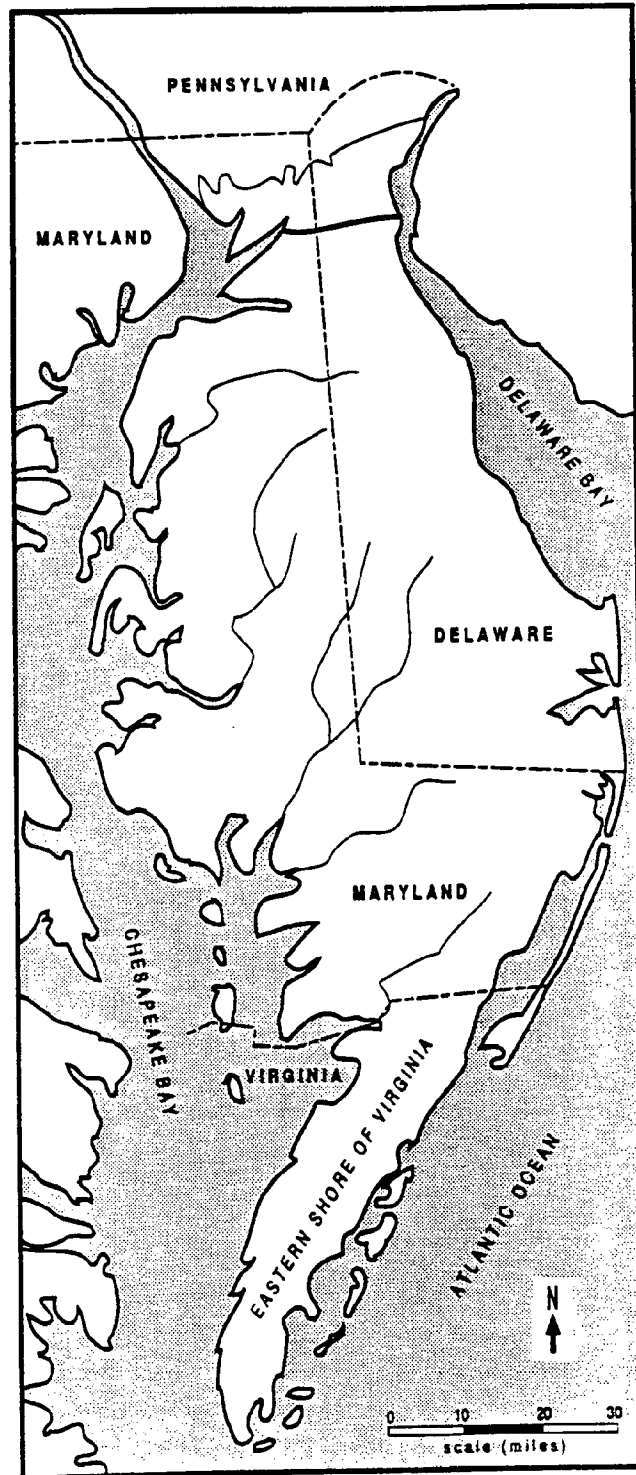 PENNSYLVANIA
MARYLAND
DELAWARE BAY
DELAWARE
MARYLAND
CHESAPEAKE BAY
VIRGINIA
EASTERN SHORE OF VIRGINIA
ATLANTIC OCEAN
N
0 10 20 30
scale (miles)